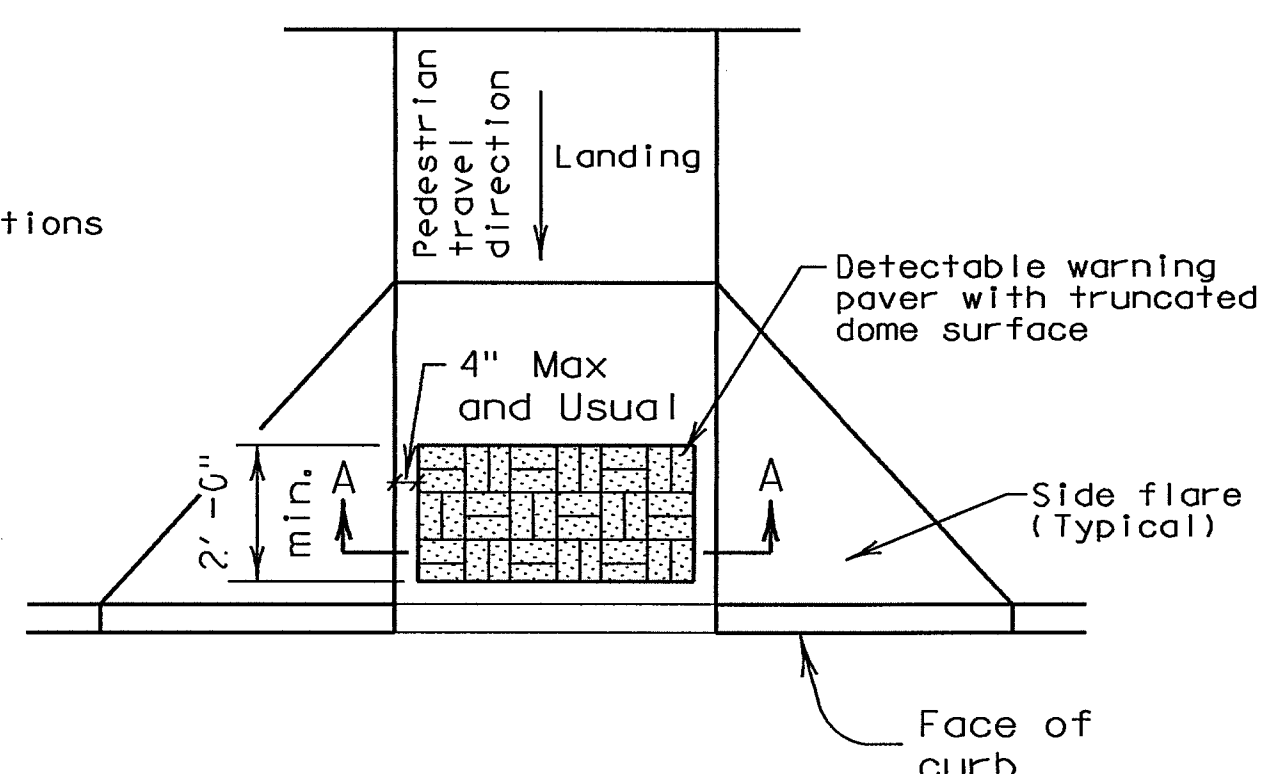 Pedestrian
travel
direction
Landing
tions
Detectable warning
paver with truncated
dome surface
4" Max
and Usual
2'-0"
min.
A
A
Side flare
(Typical)
Face of
curb